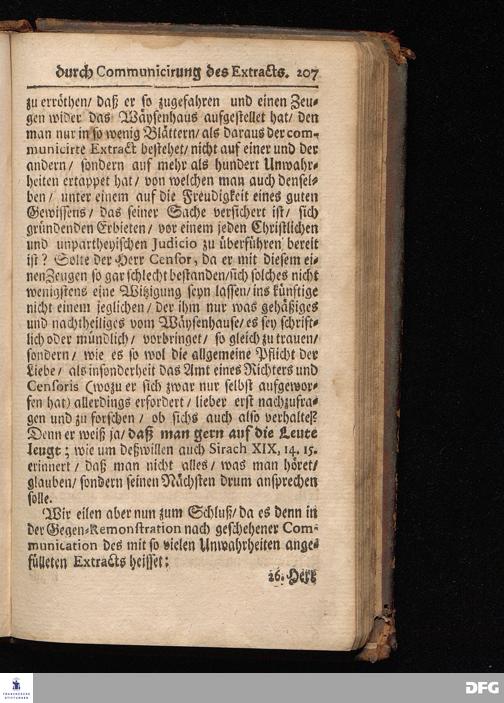 durch Communicirung des Extracts. 207
zu erröthen/ daß er so zugefahren und einen Zeu-
gen wider das Wäysenhaus aufgestellet hat/ den
man nur in so wenig Blättern/ als daraus der com-
municirte Extract bestehet/ nicht auf einer und der
andern/ sondern auf mehr als hundert Unwahr-
heiten ertappet hat/ von welchen man auch densel-
ben/ unter einem auf die Freudigkeit eines guten
Gewissens/ das seiner Sache versichert ist/ sich
gründenden Erbieten/ vor einem jeden Christlichen
und unpartheyischen Judicio zu überführen bereit
ist? Solte der Herr Censor, da er mit diesem ei-
nen Zeugen so gar schlecht bestanden/ sich solches nicht
wenigstens eine Witzigung seyn lassen/ ins künftige
nicht einem jeglichen/ der ihm nur was gehäßiges
und nachtheiliges vom Wäysenhause/ es sey schrift-
lich oder mündlich/ vorbringet/ so gleich zu trauen/
sondern/ wie es so wol die allgemeine Pflicht der
Liebe/ als insonderheit das Amt eines Richters und
Censoris (wozu er sich zwar nur selbst aufgewor-
fen hat) allerdings erfordert/ lieber erst nachzufra-
gen und zu forschen/ ob sichs auch also verhalte?
Denn er weiß ja/ daß man gern auf die Leute
leugt; wie um deßwillen auch Sirach XIX, 14. 15.
erinnert/ daß man nicht alles/ was man höret/
glauben/ sondern seinen Nächsten drum ansprechen
solle.
Wir eilen aber nun zum Schluß/ da es denn in
der Gegen-Remonstration nach geschehener Com-
munication des mit so vielen Unwahrheiten ange-
fülleten Extracts heisset:
26. Herr
FRANCKESCHE
STIFTUNGEN
DFG